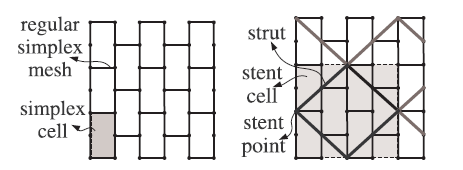 regular
simplex
mesh
simplex
cell
strut
stent
cell
stent
point